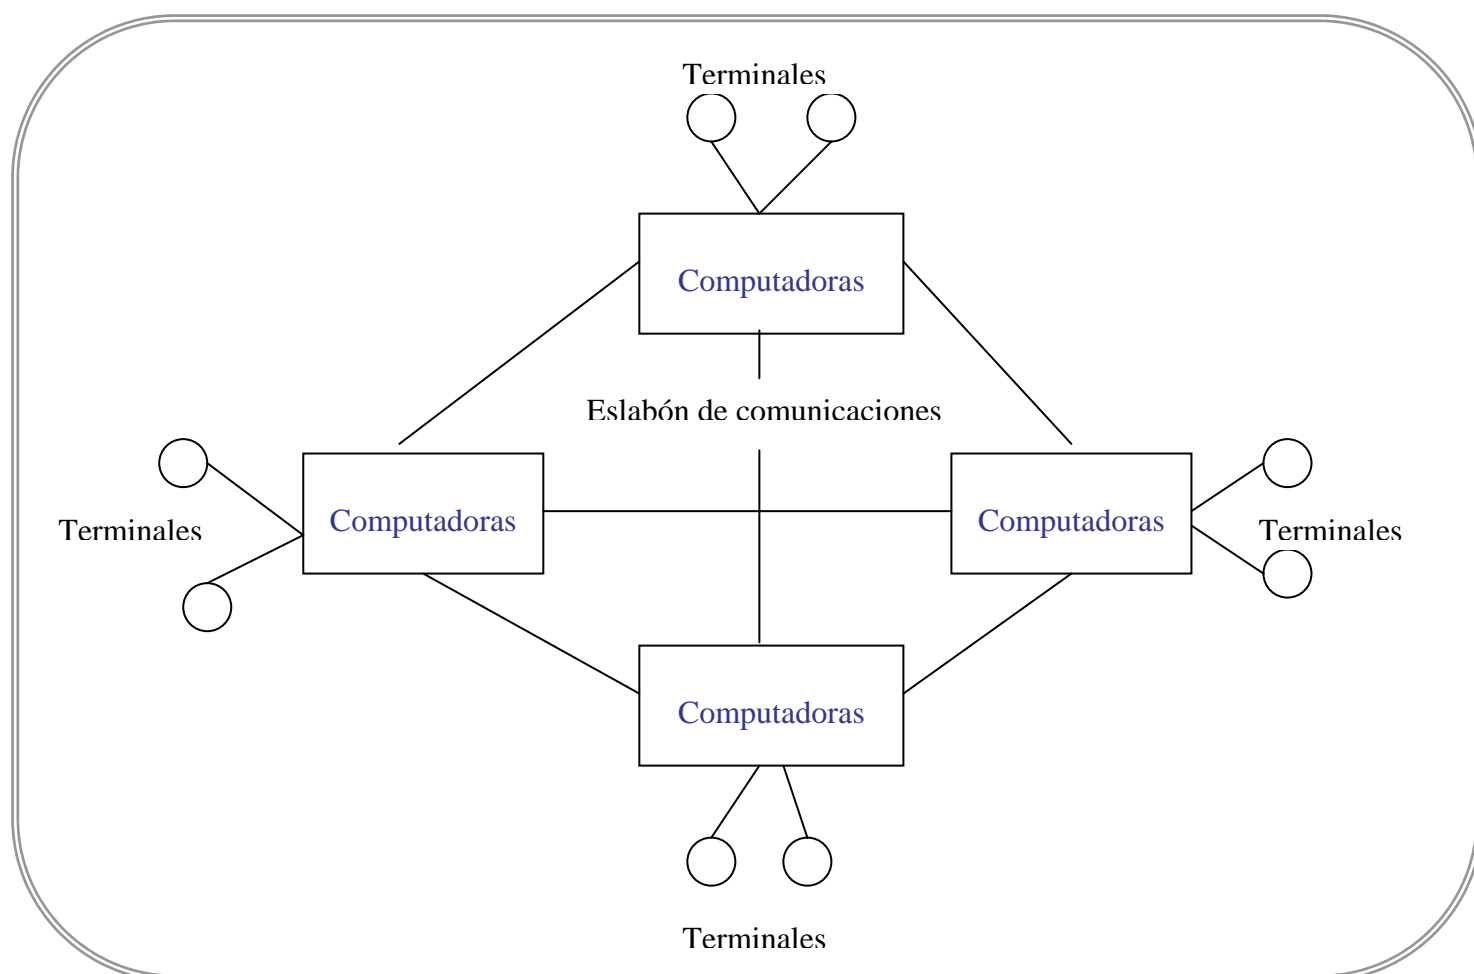 Terminales
Computadoras
Eslabón de comunicaciones
Computadoras
Computadoras
Terminales
Terminales
Computadoras
Terminales